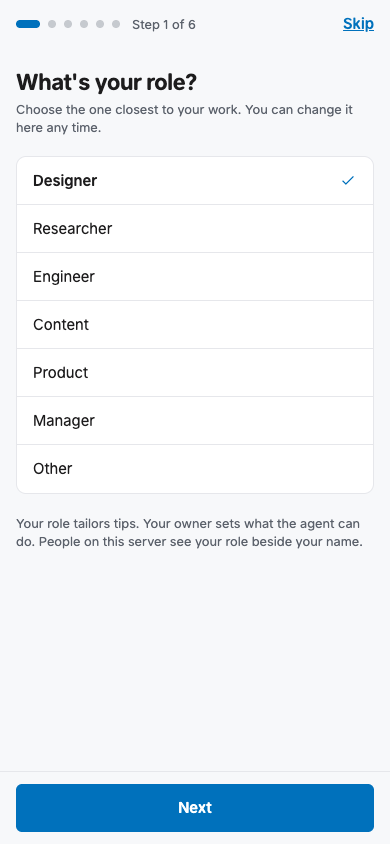 Step 1 of 6
Skip
What's your role?
Choose the one closest to your work. You can change it
here any time.
Designer
Researcher
Engineer
Content
Product
Manager
Other
Your role tailors tips. Your owner sets what the agent can
do. People on this server see your role beside your name.
Next